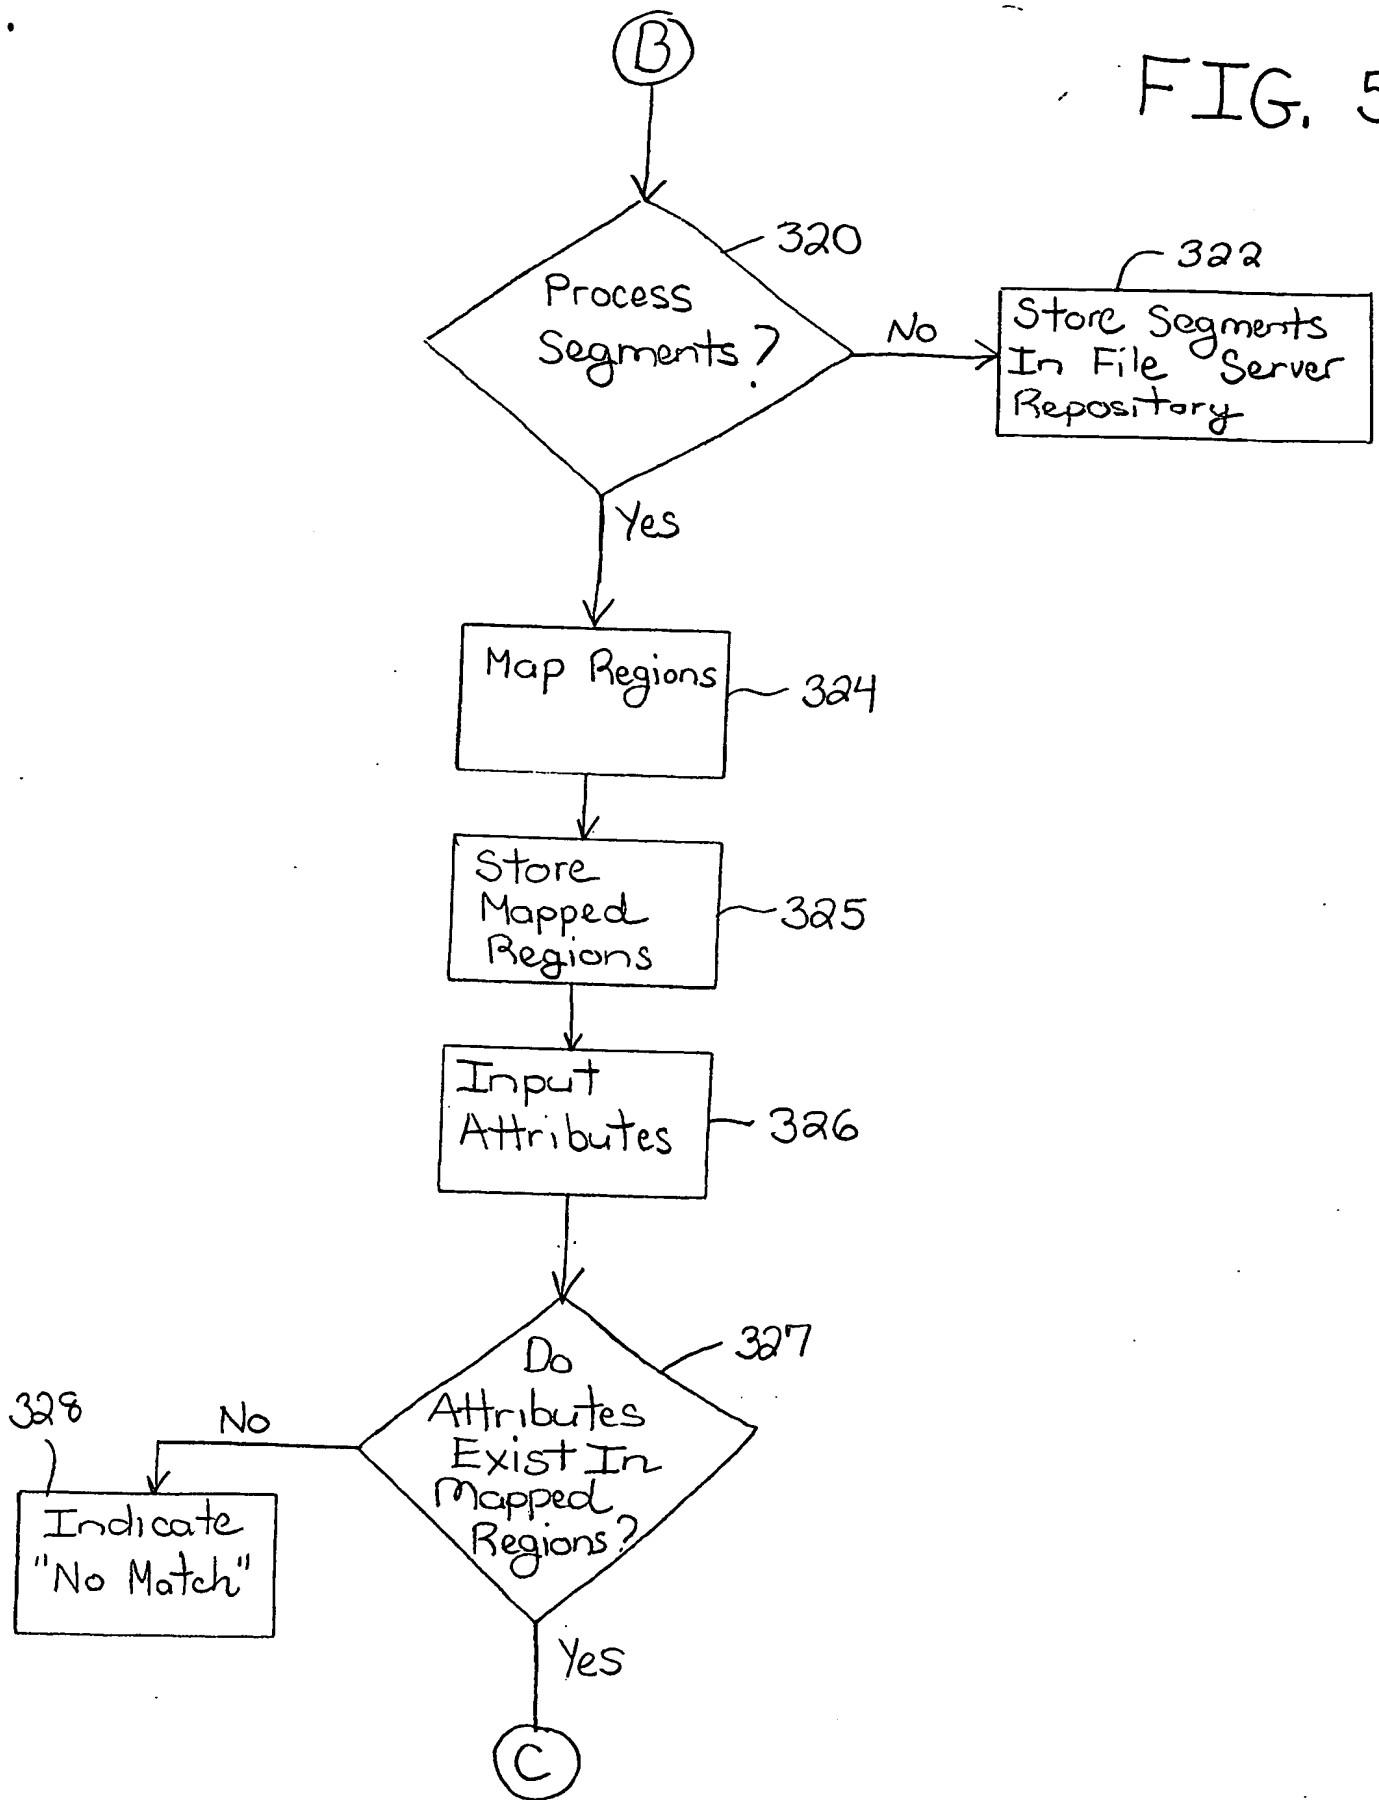 B
FIG. 5
320
Process
Segments?
322
No
Store Segments
In File Server
Repository
Yes
Map Regions
324
Store
Mapped
Regions
325
Input
Attributes
326
327
Do
Attributes
Exist In
Mapped
Regions?
328
No
Indicate
"No Match"
Yes
C